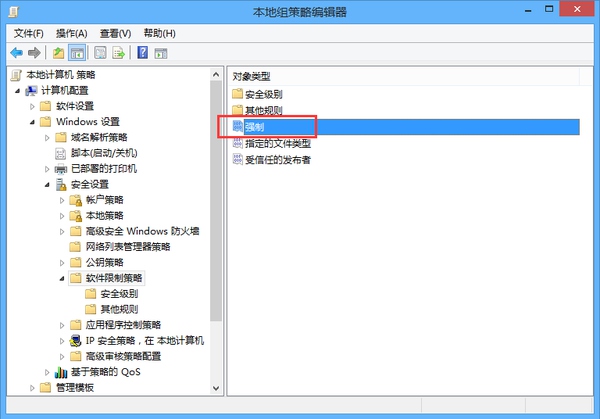 本地组策略编辑器
文件(F) 操作(A) 查看(V) 帮助(H)
本地计算机 策略
计算机配置
软件设置
Windows 设置
域名解析策略
脚本(启动/关机)
已部署的打印机
安全设置
帐户策略
本地策略
高级安全 Windows 防火墙
网络列表管理器策略
公钥策略
软件限制策略
安全级别
其他规则
应用程序控制策略
IP 安全策略，在 本地计算机
高级审核策略配置
基于策略的 QoS
管理模板
对象类型
安全级别
其他规则
强制
指定的文件类型
受信任的发布者